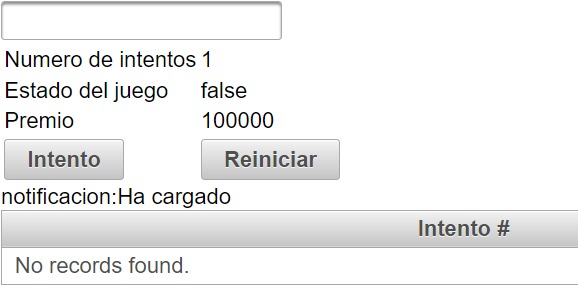 Numero de intentos 1
Estado del juego false
Premio 100000
Intento Reiniciar
notificacion:Ha cargado
Intento #
No records found.